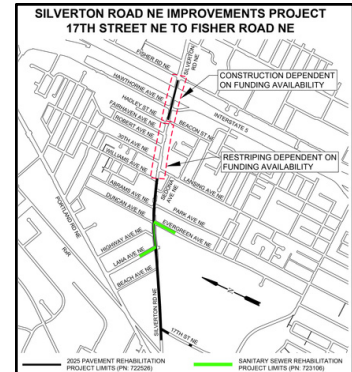 SILVERTON ROAD NE IMPROVEMENTS PROJECT
17TH STREET NE TO FISHER ROAD NE
SILVERTON
RD NE
FISHER RD NE
CONSTRUCTION DEPENDENT
ON FUNDING AVAILABILITY
HAWTHORNE AVE NE
HADLEY ST NE
INTERSTATE 5
FAIRHAVEN AVE NE
BEACON ST NE
ROBERT AVE NE
30TH AVE NE
RESTRIPING DEPENDENT ON
FUNDING AVAILABILITY
WILLIAMS AVE NE
LANSING AVE NE
ABRAMS AVE NE
DUNCAN AVE NE
PARK AVE NE
EVERGREEN AVE NE
PORTLAND RD NE
HIGHWAY AVE NE
LANA AVE NE
BEACH AVE NE
N
SILVERTON RD NE
17TH ST NE
2025 PAVEMENT REHABILITATION
PROJECT LIMITS (PN: 722526)
SANITARY SEWER REHABILITATION
PROJECT LIMITS (PN: 723106)